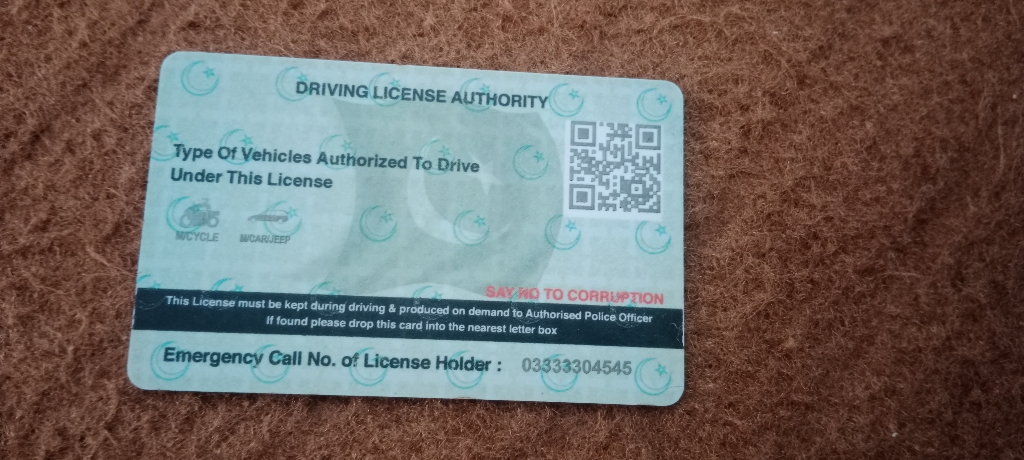 DRIVING LICENSE AUTHORITY
Type Of Vehicles Authorized To Drive
Under This License
M/CYCLE M/CAR/JEEP
SAY NO TO CORRUPTION
This License must be kept during driving & produced on demand to Authorised Police Officer
If found please drop this card into the nearest letter box
Emergency Call No. of License Holder : 03333304545